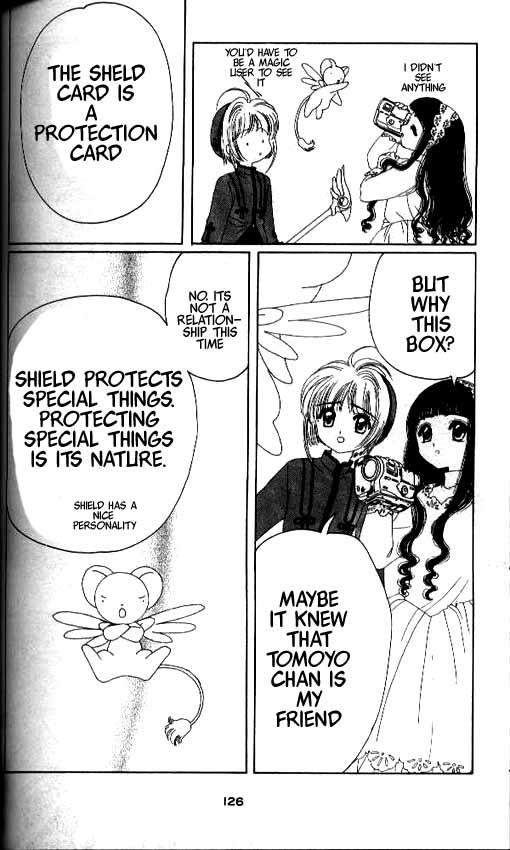 I DIDN'T
SEE
ANYTHING
YOU'D HAVE TO
BE A MAGIC
USER TO SEE
IT
THE SHELD
CARD IS
A
PROTECTION
CARD
BUT
WHY
THIS
BOX?
MAYBE
IT KNEW
THAT
TOMOYO
CHAN IS
MY
FRIEND
NO. ITS
NOT A
RELATION-
SHIP THIS
TIME
SHIELD PROTECTS
SPECIAL THINGS.
PROTECTING
SPECIAL THINGS
IS ITS NATURE.
SHIELD HAS A
NICE
PERSONALITY
126